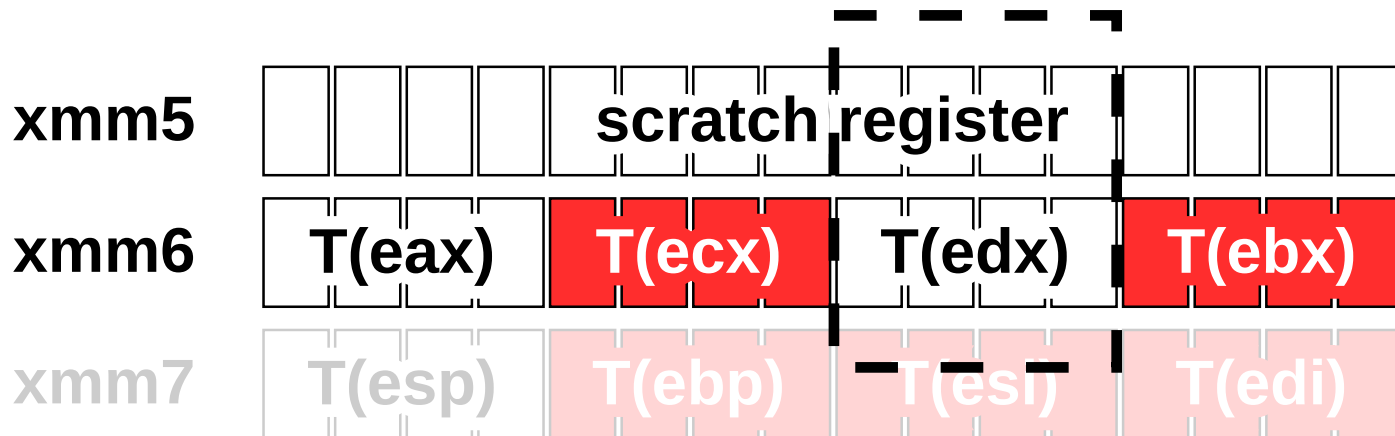 xmm5 scratch register
xmm6 T(eax) T(ecx) T(edx) T(ebx)
xmm7 T(esp) T(ebp) T(esi) T(edi)